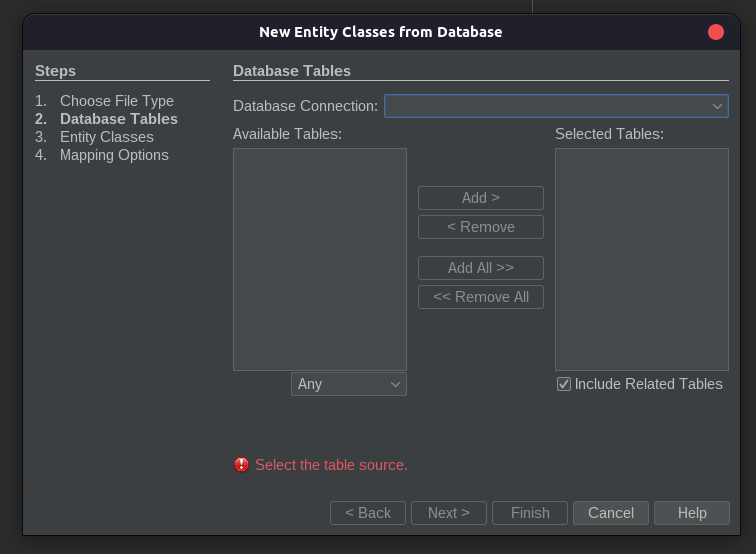 New Entity Classes from Database
Steps
1. Choose File Type
2. Database Tables
3. Entity Classes
4. Mapping Options
Database Tables
Database Connection:
Available Tables:
Selected Tables:
Add >
< Remove
Add All >>
<< Remove All
Any
Include Related Tables
Select the table source.
< Back
Next >
Finish
Cancel
Help